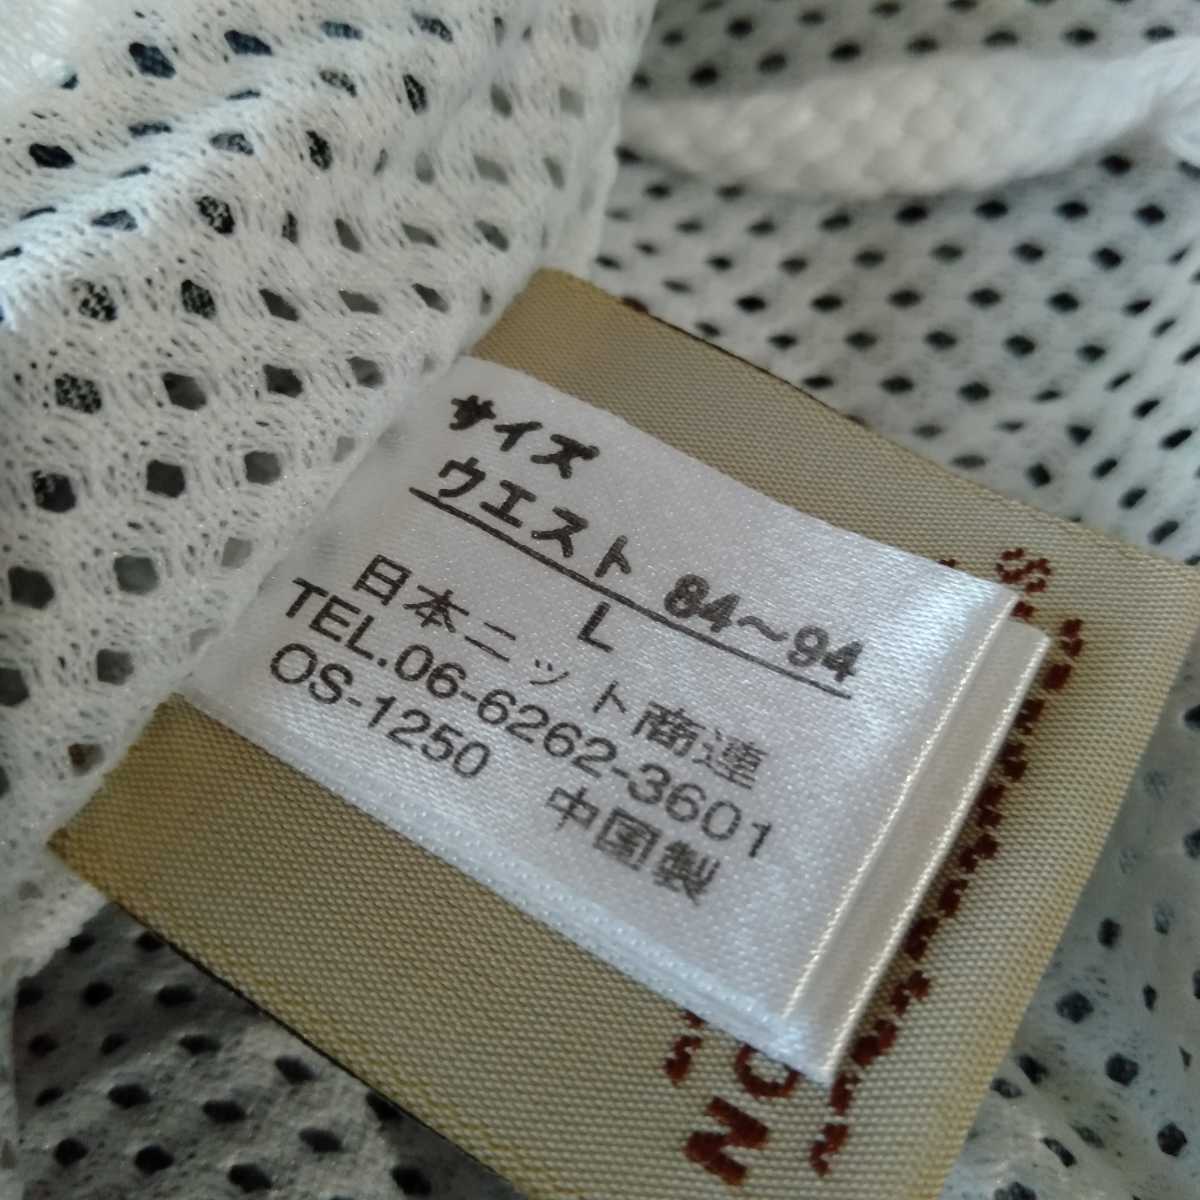 サイズ
ウエスト 84～94
L
日本ニット商連
TEL.06-6262-3601
OS-1250 中国製